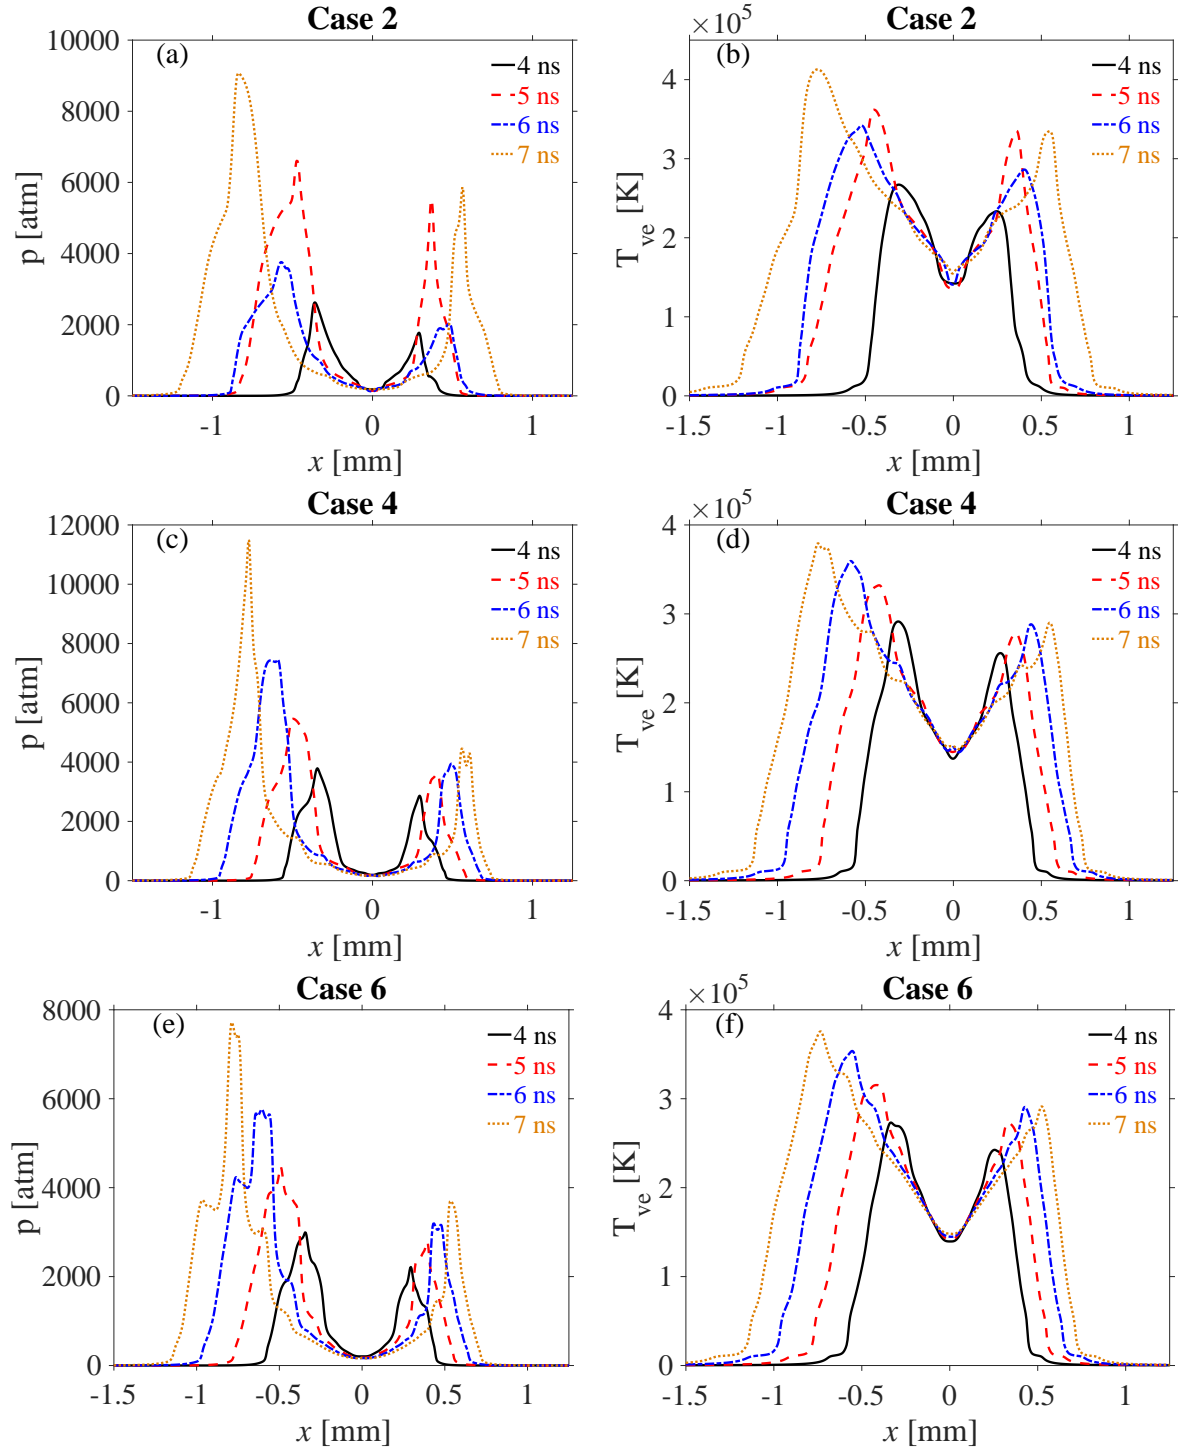 Case 2
(a)
4 ns
5 ns
6 ns
7 ns
10000
8000
6000
4000
2000
0
p [atm]
-1 0 1
x [mm]
Case 2
×10^5
(b)
4 ns
5 ns
6 ns
7 ns
4
3
2
1
0
T_ve [K]
-1.5 -1 -0.5 0 0.5 1
x [mm]
Case 4
(c)
4 ns
5 ns
6 ns
7 ns
12000
10000
8000
6000
4000
2000
0
p [atm]
-1 0 1
x [mm]
Case 4
×10^5
(d)
4 ns
5 ns
6 ns
7 ns
4
3
2
1
0
T_ve [K]
-1.5 -1 -0.5 0 0.5 1
x [mm]
Case 6
(e)
4 ns
5 ns
6 ns
7 ns
8000
6000
4000
2000
0
p [atm]
-1.5 -1 -0.5 0 0.5 1
x [mm]
Case 6
×10^5
(f)
4 ns
5 ns
6 ns
7 ns
4
3
2
1
0
T_ve [K]
-1.5 -1 -0.5 0 0.5 1
x [mm]